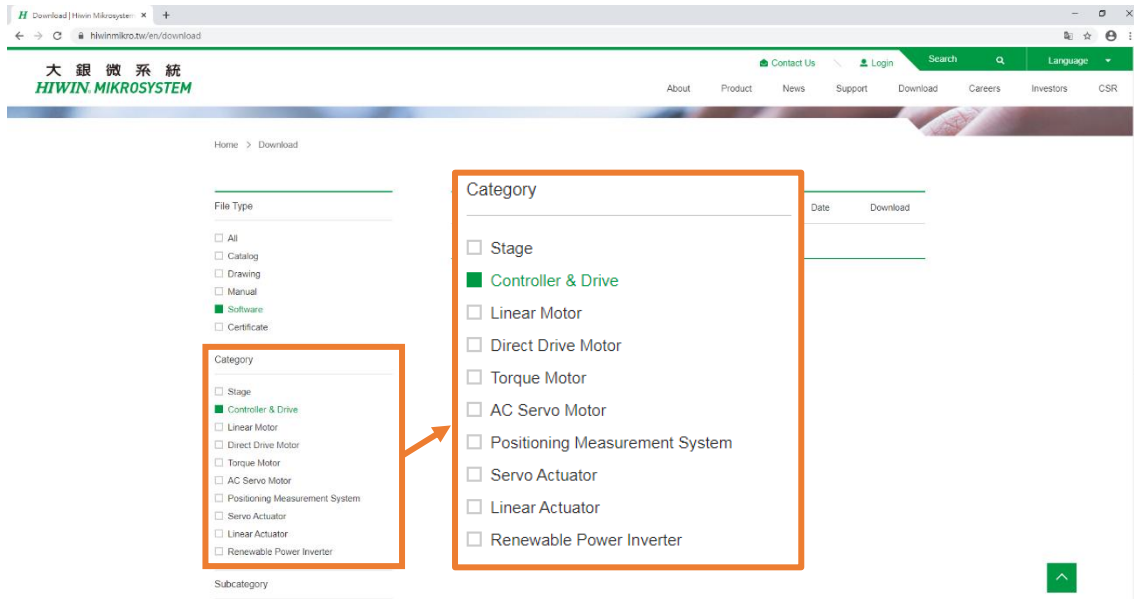 Download | Hiwin Mikrosystem
hiwinmikro.tw/en/download
大銀微系統
HIWIN. MIKROSYSTEM
Contact Us
Login
Search
Language
About Product News Support Download Careers Investors CSR
Home > Download
File Type
All
Catalog
Drawing
Manual
Software
Certificate
Category
Stage
Controller & Drive
Linear Motor
Direct Drive Motor
Torque Motor
AC Servo Motor
Positioning Measurement System
Servo Actuator
Linear Actuator
Renewable Power Inverter
Subcategory
Date Download
Category
Stage
Controller & Drive
Linear Motor
Direct Drive Motor
Torque Motor
AC Servo Motor
Positioning Measurement System
Servo Actuator
Linear Actuator
Renewable Power Inverter